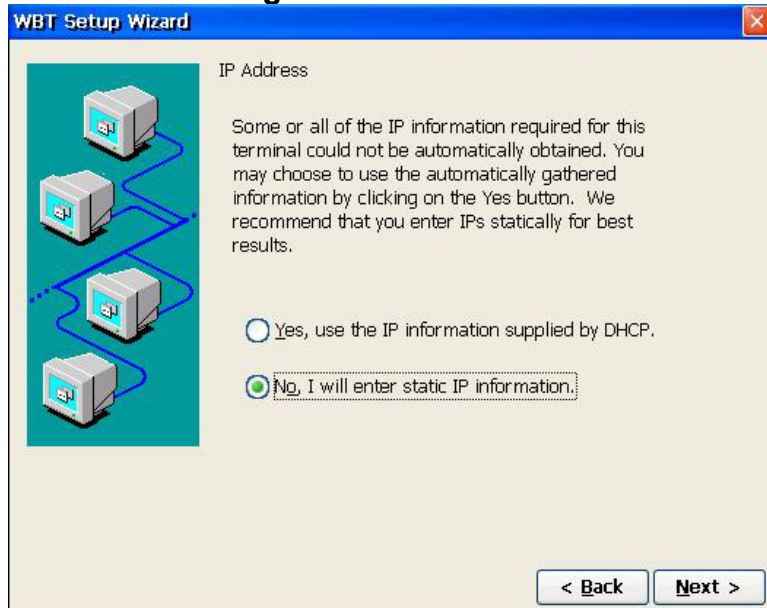 WBT Setup Wizard
IP Address
Some or all of the IP information required for this
terminal could not be automatically obtained. You
may choose to use the automatically gathered
information by clicking on the Yes button. We
recommend that you enter IPs statically for best
results.
Yes, use the IP information supplied by DHCP.
No, I will enter static IP information.
< Back
Next >